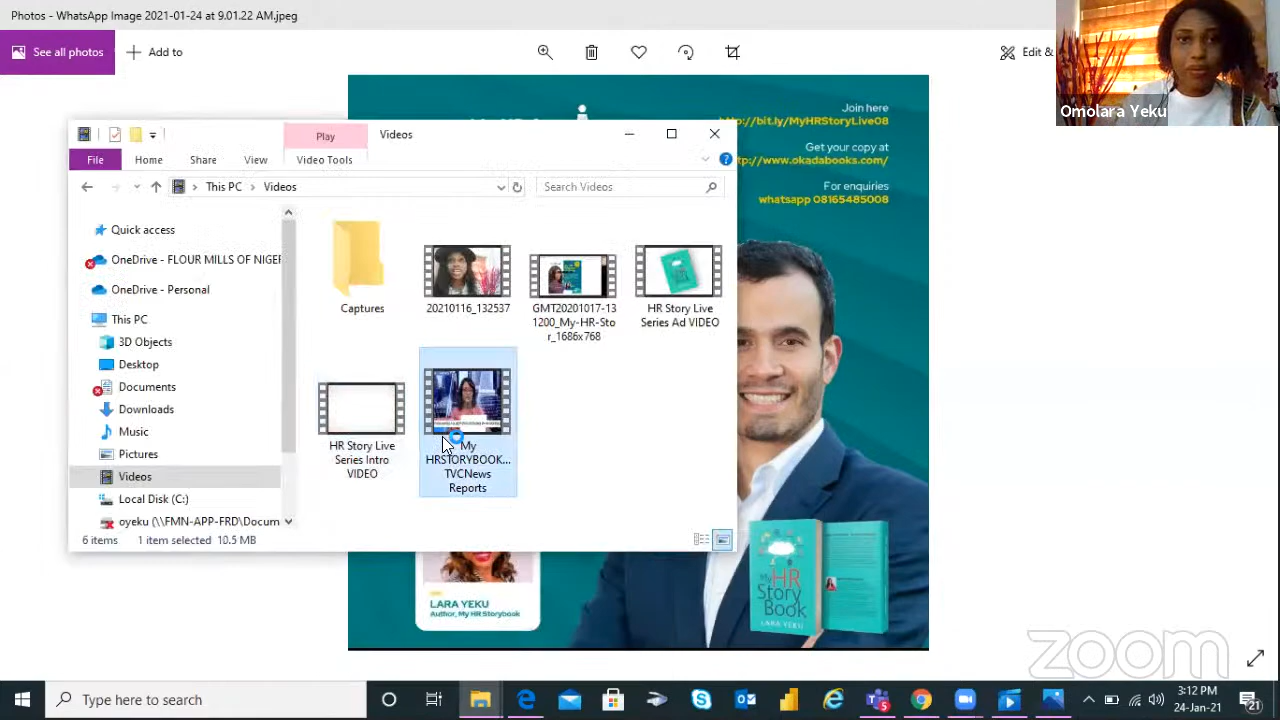 Photos - WhatsApp Image 2021-01-24 at 9.01.22 AM.jpeg
See all photos
Add to
Edit &
Omolara Yeku
Join here
http://bit.ly/MyHRStoryLive08
Get your copy at
tp://www.okadabooks.com/
For enquiries
whatsapp 08165485008
Play
Videos
File
Home
Share
View
Video Tools
This PC
Videos
Search Videos
Quick access
OneDrive - FLOUR MILLS OF NIGER
OneDrive - Personal
This PC
3D Objects
Desktop
Documents
Downloads
Music
Pictures
Videos
Local Disk (C:)
oyeku (\\FMN-APP-FRD\Docum
Captures
20210116_132537
GMT20201017-13
1200_My-HR-Sto
r_1686x768
HR Story Live
Series Ad VIDEO
HR Story Live
Series Intro
VIDEO
My
HRSTORYBOOK...
TVCNews
Reports
6 items
1 item selected 10.5 MB
LARA YEKU
Author, My HR Storybook
My HR
Story
Book
LARA YEKU
zoom
Type here to search
3:12 PM
24-Jan-21
5
21